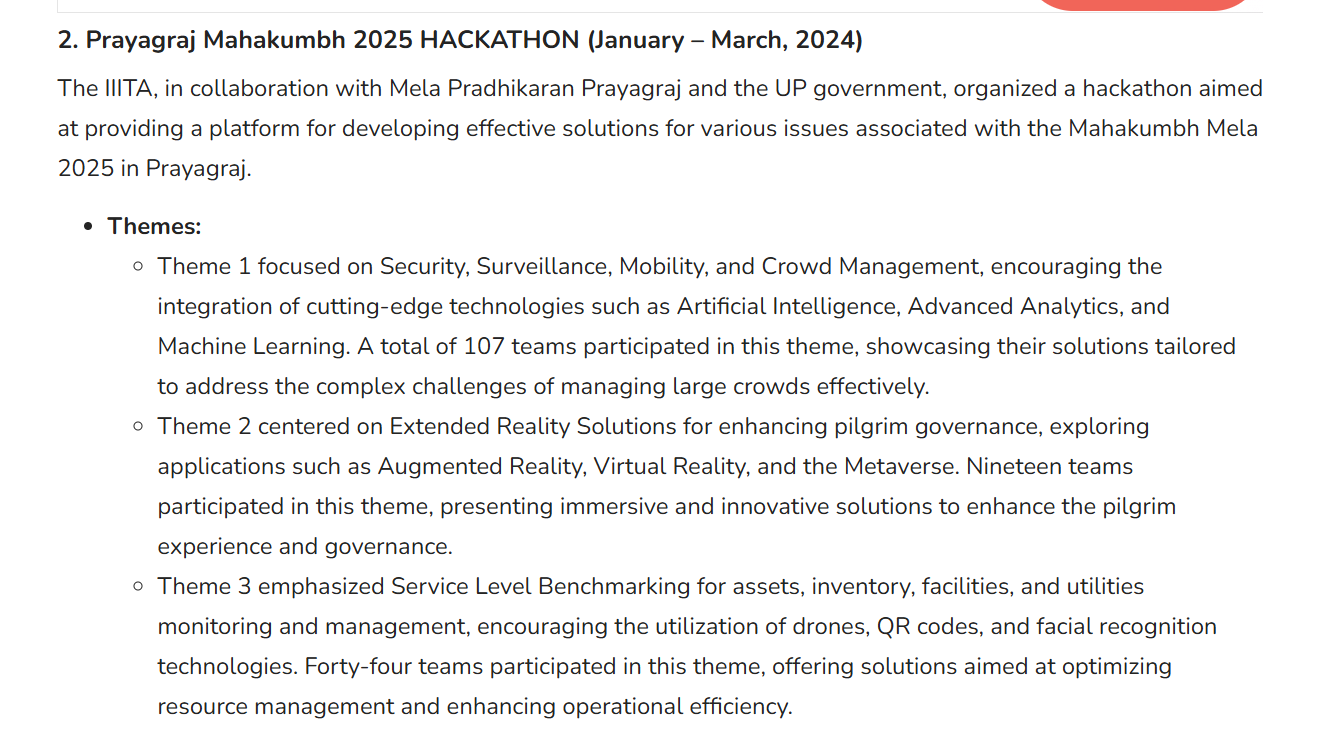 2. Prayagraj Mahakumbh 2025 HACKATHON (January – March, 2024)
The IIITA, in collaboration with Mela Pradhikaran Prayagraj and the UP government, organized a hackathon aimed
at providing a platform for developing effective solutions for various issues associated with the Mahakumbh Mela
2025 in Prayagraj.
• Themes:
◦ Theme 1 focused on Security, Surveillance, Mobility, and Crowd Management, encouraging the
integration of cutting-edge technologies such as Artificial Intelligence, Advanced Analytics, and
Machine Learning. A total of 107 teams participated in this theme, showcasing their solutions tailored
to address the complex challenges of managing large crowds effectively.
◦ Theme 2 centered on Extended Reality Solutions for enhancing pilgrim governance, exploring
applications such as Augmented Reality, Virtual Reality, and the Metaverse. Nineteen teams
participated in this theme, presenting immersive and innovative solutions to enhance the pilgrim
experience and governance.
◦ Theme 3 emphasized Service Level Benchmarking for assets, inventory, facilities, and utilities
monitoring and management, encouraging the utilization of drones, QR codes, and facial recognition
technologies. Forty-four teams participated in this theme, offering solutions aimed at optimizing
resource management and enhancing operational efficiency.